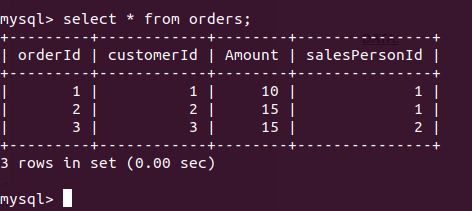 mysql> select * from orders;
+---------+------------+--------+---------------+
| orderId | customerId | Amount | salesPersonId |
+---------+------------+--------+---------------+
|       1 |          1 |     10 |             1 |
|       2 |          2 |     15 |             1 |
|       3 |          3 |     15 |             2 |
+---------+------------+--------+---------------+
3 rows in set (0.00 sec)
mysql>